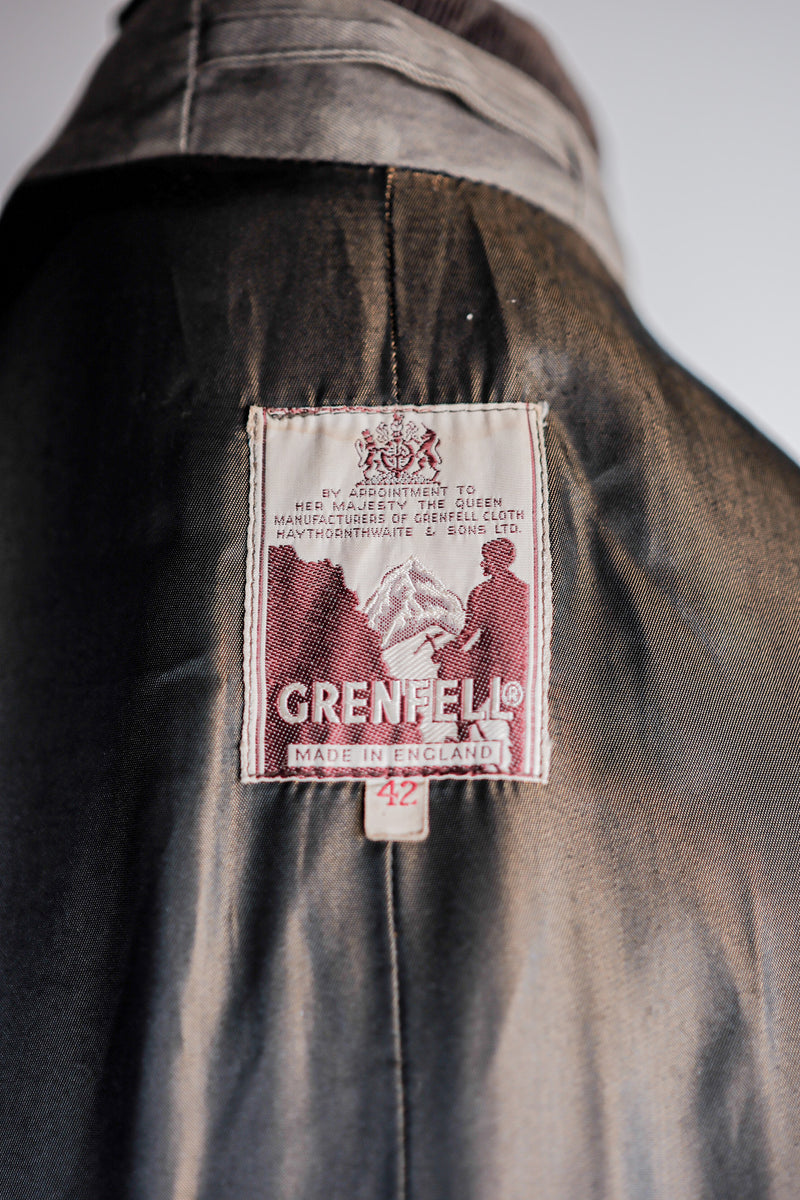 BY APPOINTMENT TO
HER MAJESTY THE QUEEN
MANUFACTURERS OF GRENFELL CLOTH
HAYTHORNTHWAITE & SONS LTD.
GRENFELL®
MADE IN ENGLAND
42